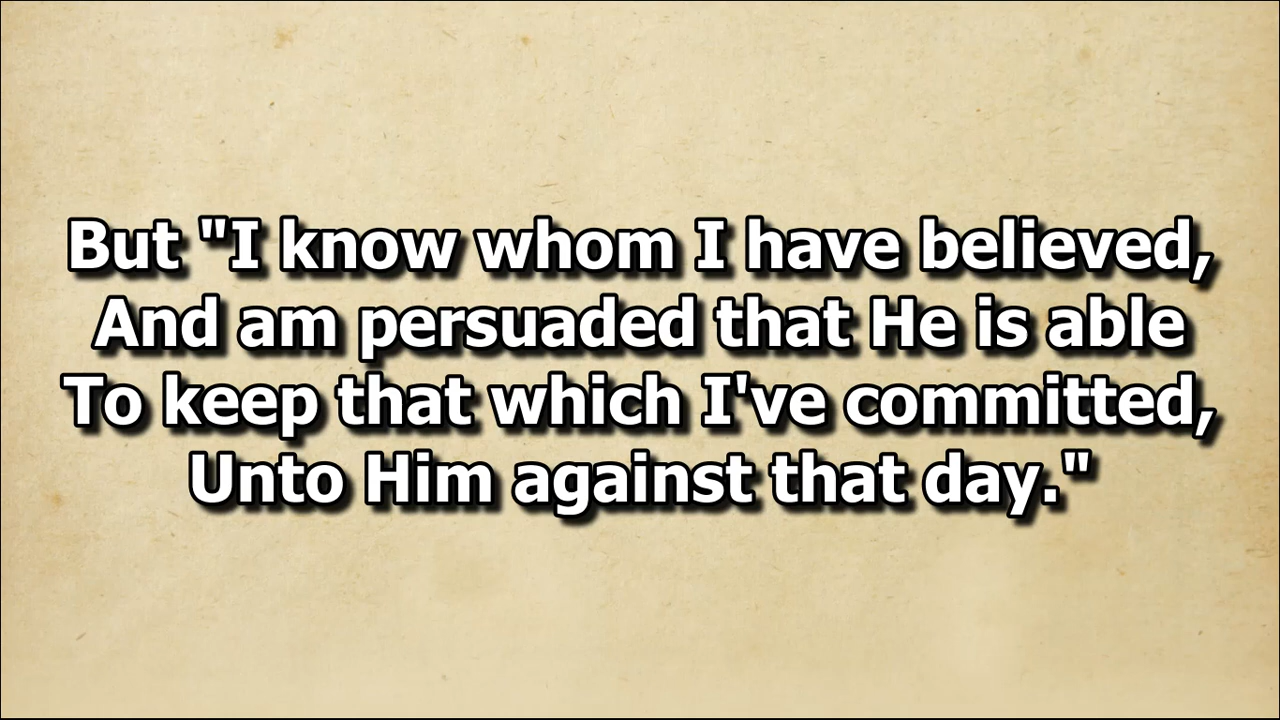 But "I know whom I have believed,
And am persuaded that He is able
To keep that which I've committed,
Unto Him against that day."